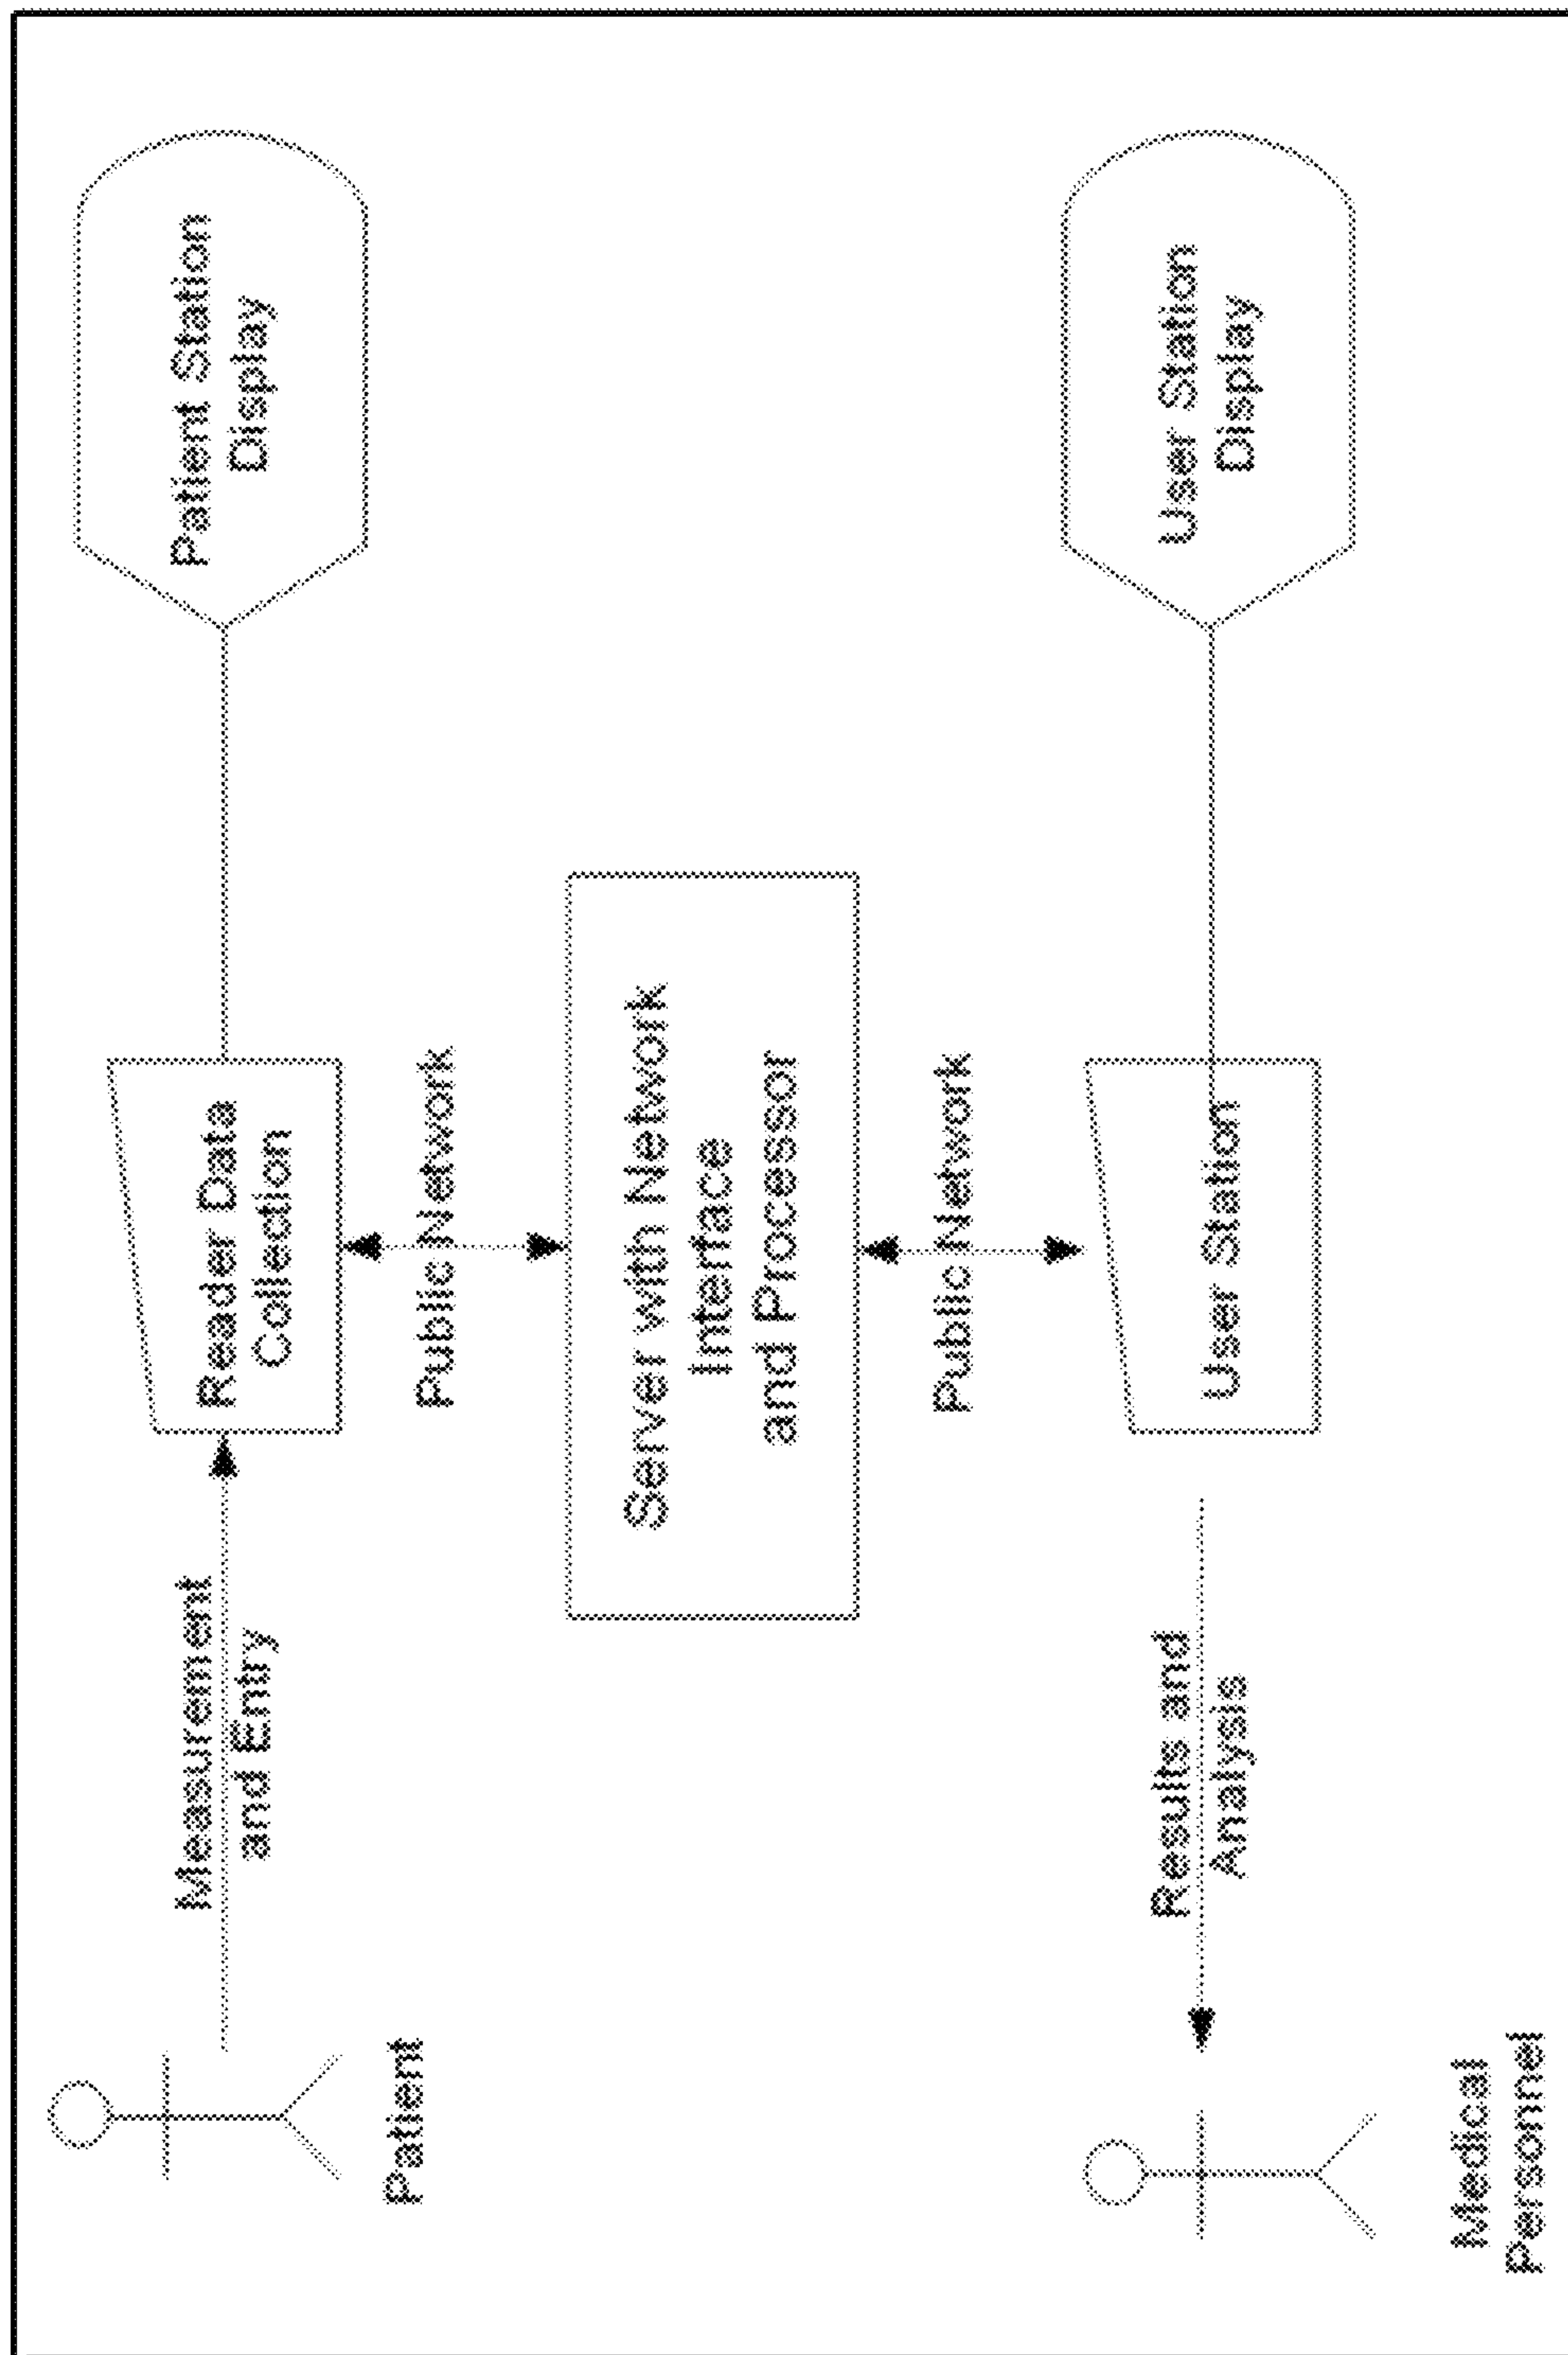 Patient
Measurement
and Entry
Reader Data
Collection
Patient Station
Display
Public Network
Server with Network
Interface
and Processor
Public Network
Medical
Personnel
Results and
Analysis
User Station
User Station
Display